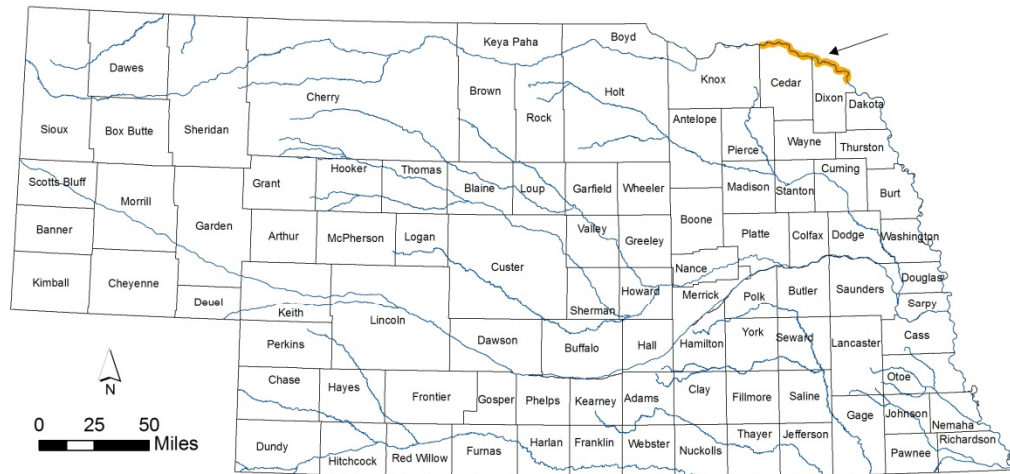 Keya Paha
Boyd
Dawes
Knox
Cedar
Cherry
Brown
Holt
Dixon
Dakota
Rock
Antelope
Sioux
Box Butte
Sheridan
Pierce
Wayne
Thurston
Scotts Bluff
Grant
Hooker
Thomas
Blaine
Loup
Garfield
Wheeler
Madison
Stanton
Cuming
Burt
Morrill
Garden
Boone
Banner
Arthur
McPherson
Logan
Valley
Greeley
Platte
Colfax
Dodge
Washington
Custer
Nance
Kimball
Cheyenne
Deuel
Howard
Merrick
Polk
Butler
Saunders
Douglas
Sarpy
Keith
Lincoln
Sherman
Perkins
Dawson
Buffalo
Hall
Hamilton
York
Seward
Lancaster
Cass
Chase
Hayes
Frontier
Gosper
Phelps
Kearney
Adams
Clay
Fillmore
Saline
Otoe
Gage
Johnson
Nemaha
Dundy
Hitchcock
Red Willow
Furnas
Harlan
Franklin
Webster
Nuckolls
Thayer
Jefferson
Pawnee
Richardson
N
0 25 50
Miles